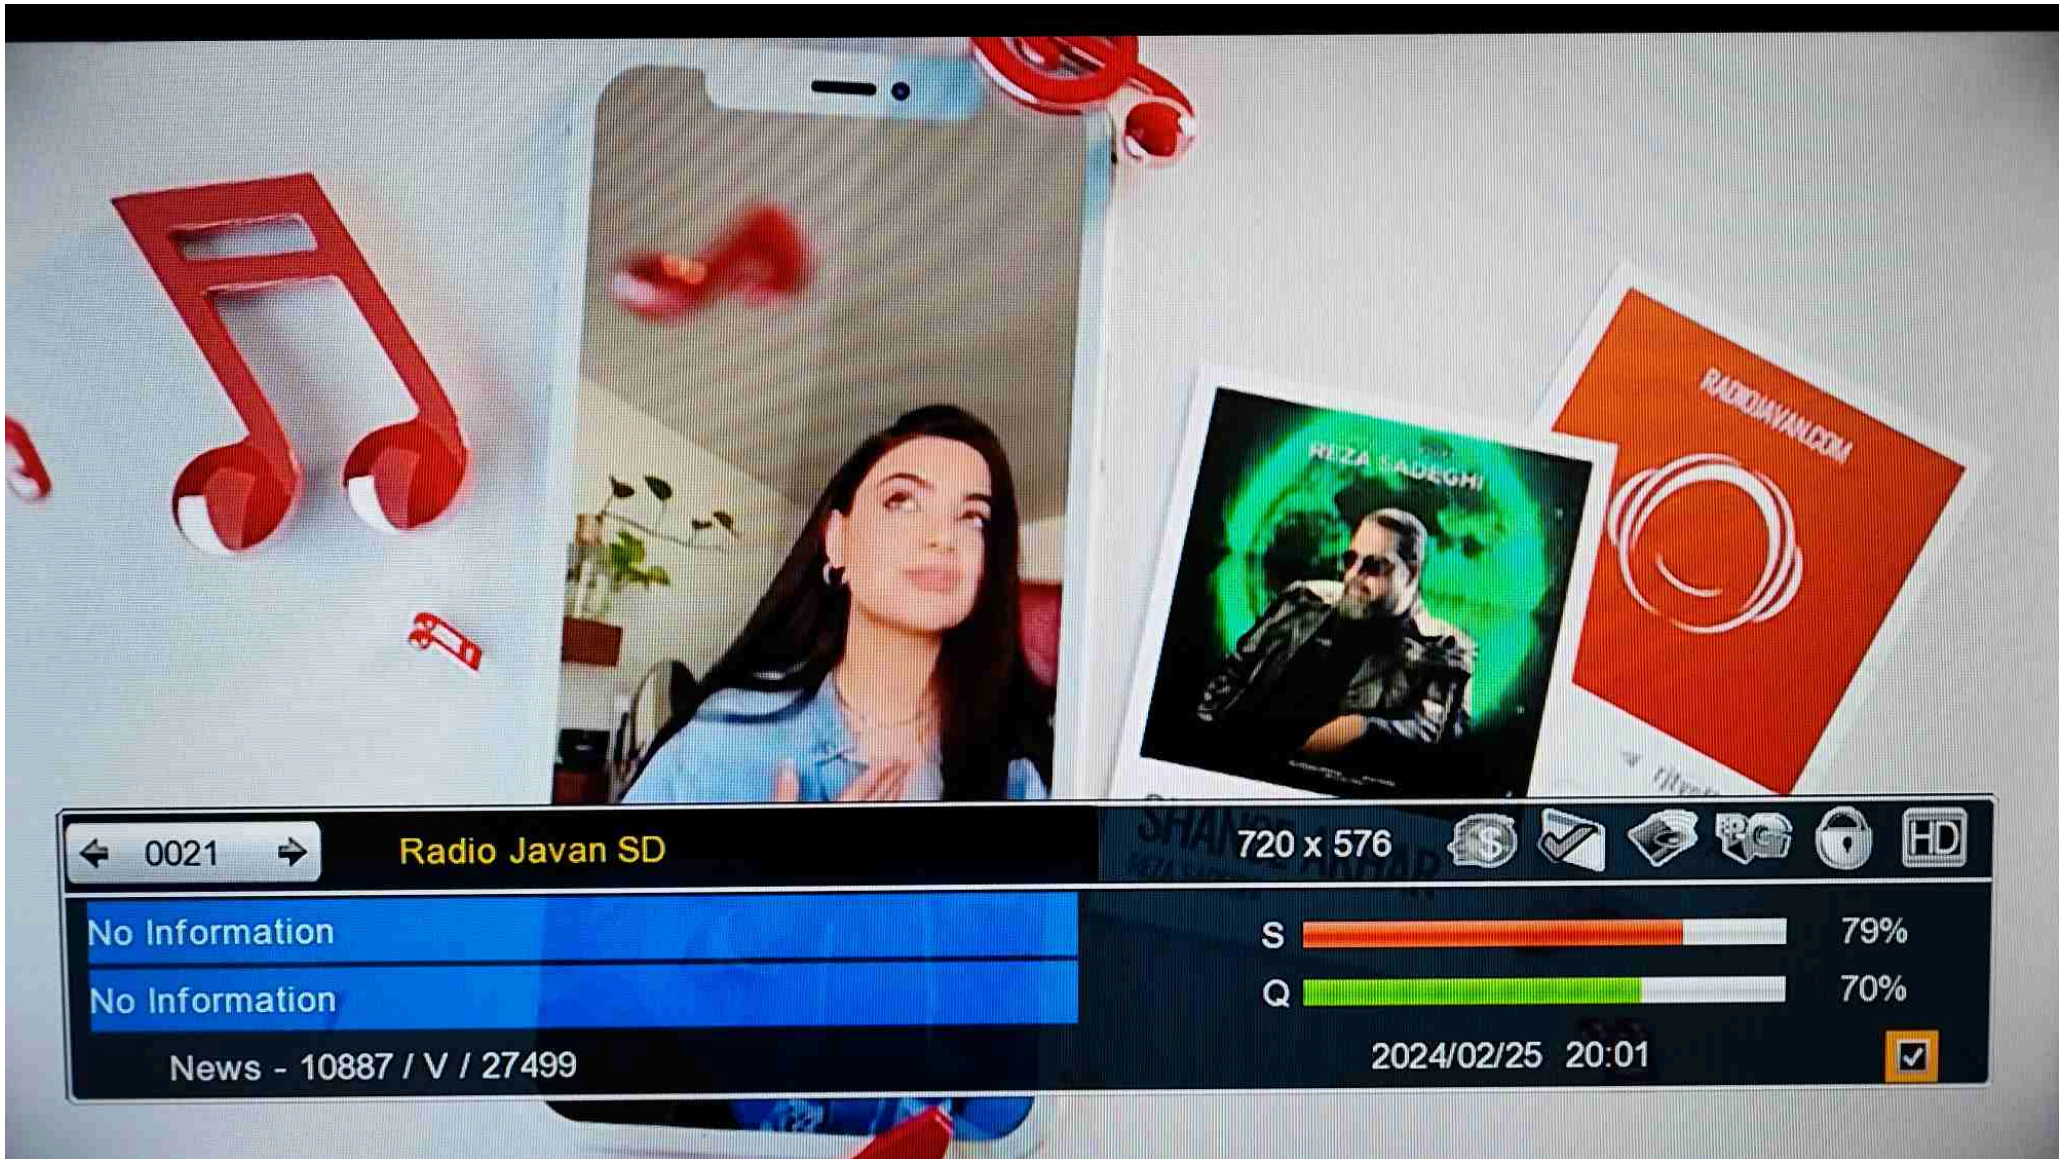 RADIOJAVAN.COM
REZA SADEGHI
0021
Radio Javan SD
720 x 576
$
HD
No Information
S
79%
No Information
Q
70%
News - 10887 / V / 27499
2024/02/25 20:01